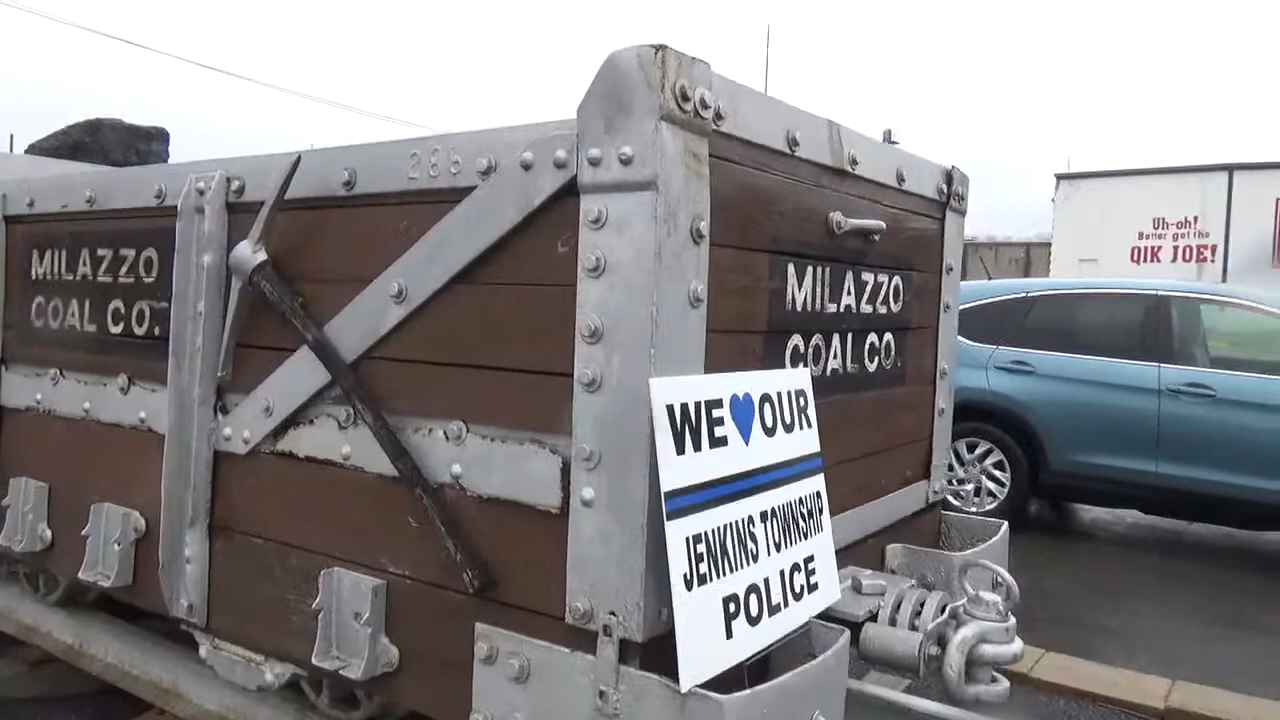 285
MILAZZO
COAL CO.
MILAZZO
COAL CO.
WE💙OUR
JENKINS TOWNSHIP
POLICE
Uh-oh!
Better get the
QIK JOE!